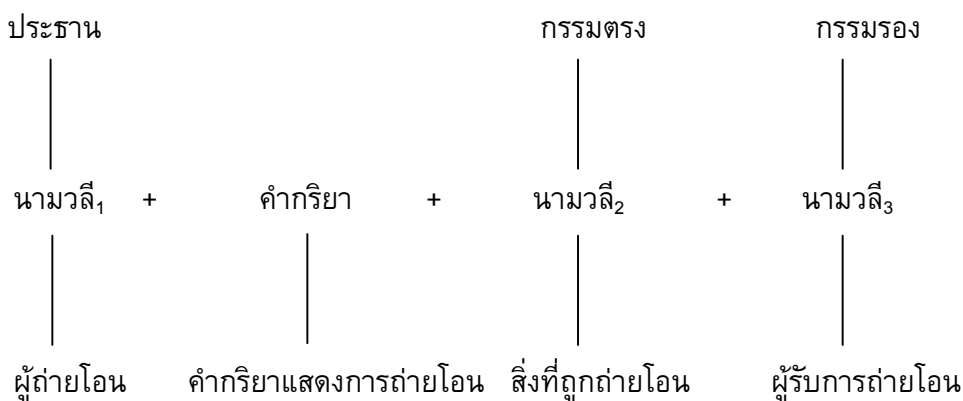 ประธาน กรรมตรง กรรมรอง
นามวลี₁ + คำกริยา + นามวลี₂ + นามวลี₃
ผู้ถ่ายโอน คำกริยาแสดงการถ่ายโอน สิ่งที่ถูกถ่ายโอน ผู้รับการถ่ายโอน